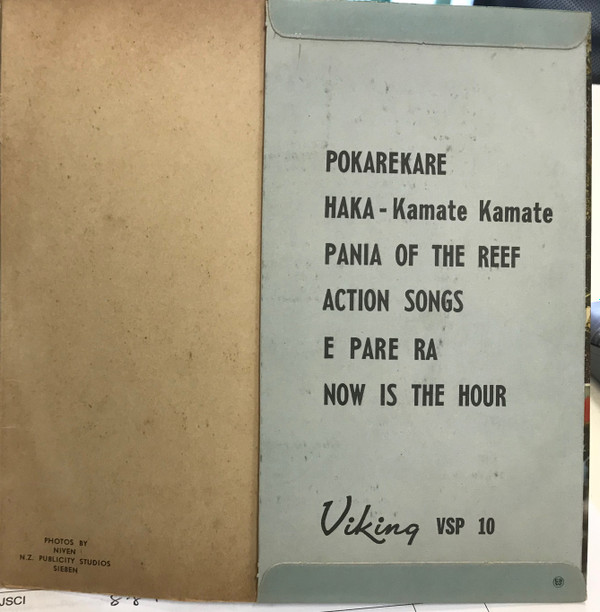 POKAREKARE
HAKA - Kamate Kamate
PANIA OF THE REEF
ACTION SONGS
E PARE RA
NOW IS THE HOUR
Viking VSP 10
PHOTOS BY
NIVEN
N.Z. PUBLICITY STUDIOS
SIEBEN
JSCI